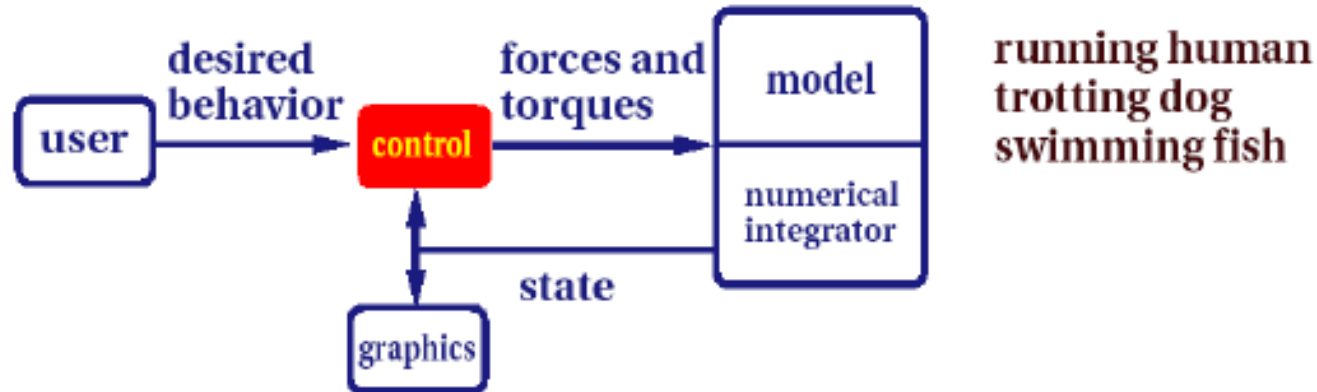 user
desired
behavior
control
forces and
torques
model
numerical
integrator
state
graphics
running human
trotting dog
swimming fish